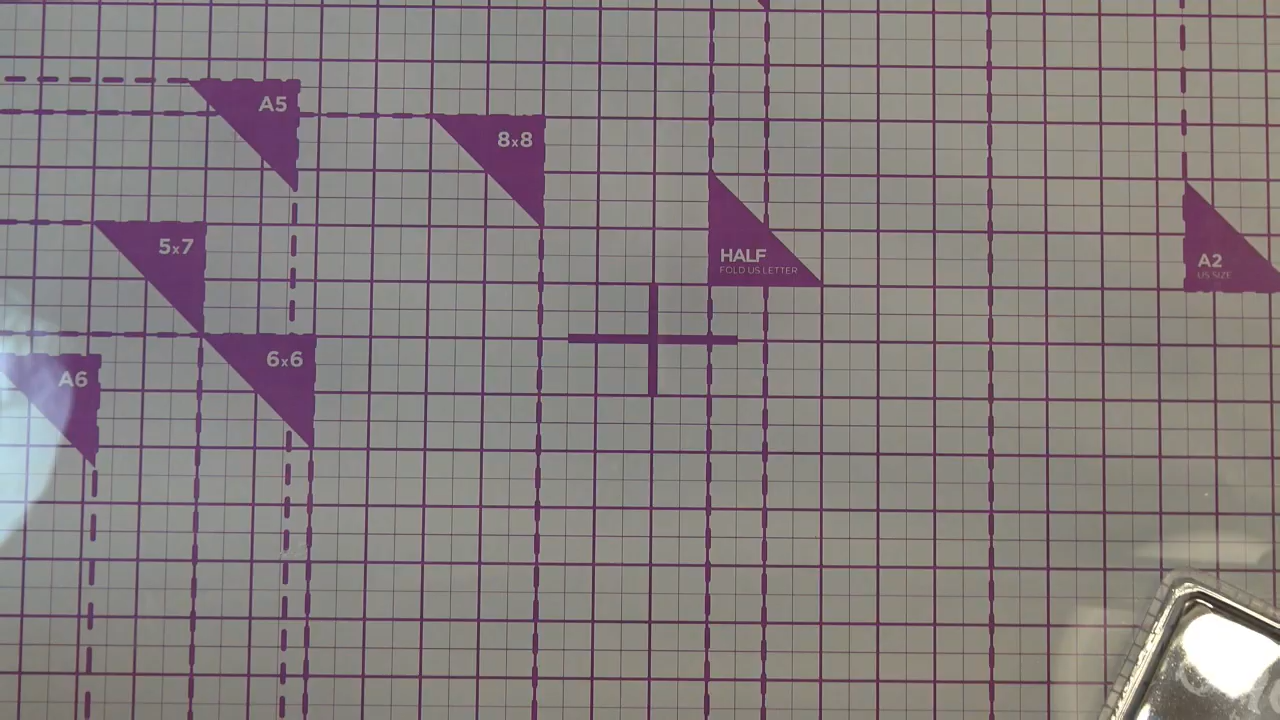 A5
8x8
5x7
HALF
FOLD US LETTER
A2
US SIZE
6x6
A6